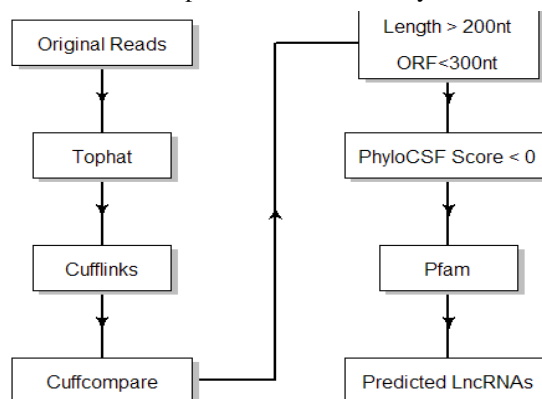 Original Reads
Tophat
Cufflinks
Cuffcompare
Length > 200nt
ORF<300nt
PhyloCSF Score < 0
Pfam
Predicted LncRNAs